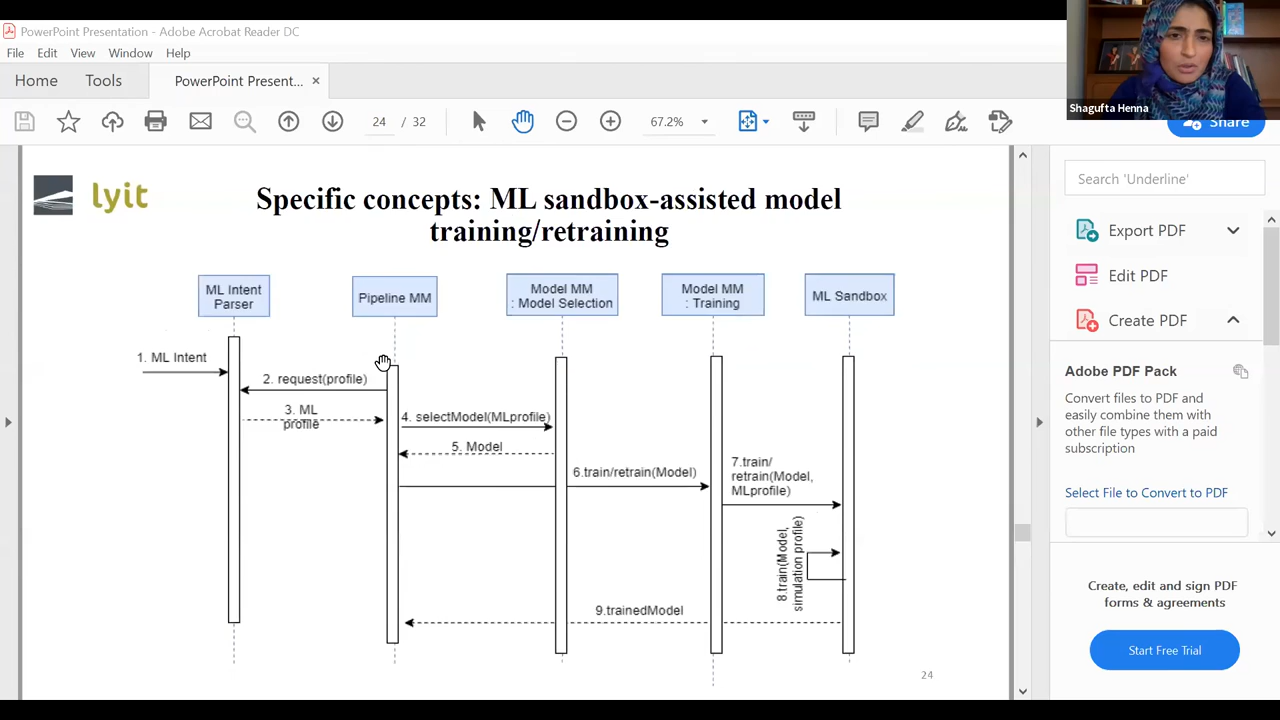 PowerPoint Presentation - Adobe Acrobat Reader DC
File Edit View Window Help
Home Tools PowerPoint Present... ×
24 / 32 67.2%
Shagufta Henna
Share
lyit
Specific concepts: ML sandbox-assisted model
training/retraining
ML Intent
Parser
Pipeline MM
Model MM
: Model Selection
Model MM
: Training
ML Sandbox
1. ML Intent
2. request(profile)
3. ML
profile
4. selectModel(MLprofile)
5. Model
6.train/retrain(Model)
7.train/
retrain(Model,
MLprofile)
8.train(Model,
simulation profile)
9.trainedModel
24
Search 'Underline'
Export PDF
Edit PDF
Create PDF
Adobe PDF Pack
Convert files to PDF and
easily combine them with
other file types with a paid
subscription
Select File to Convert to PDF
Create, edit and sign PDF
forms & agreements
Start Free Trial